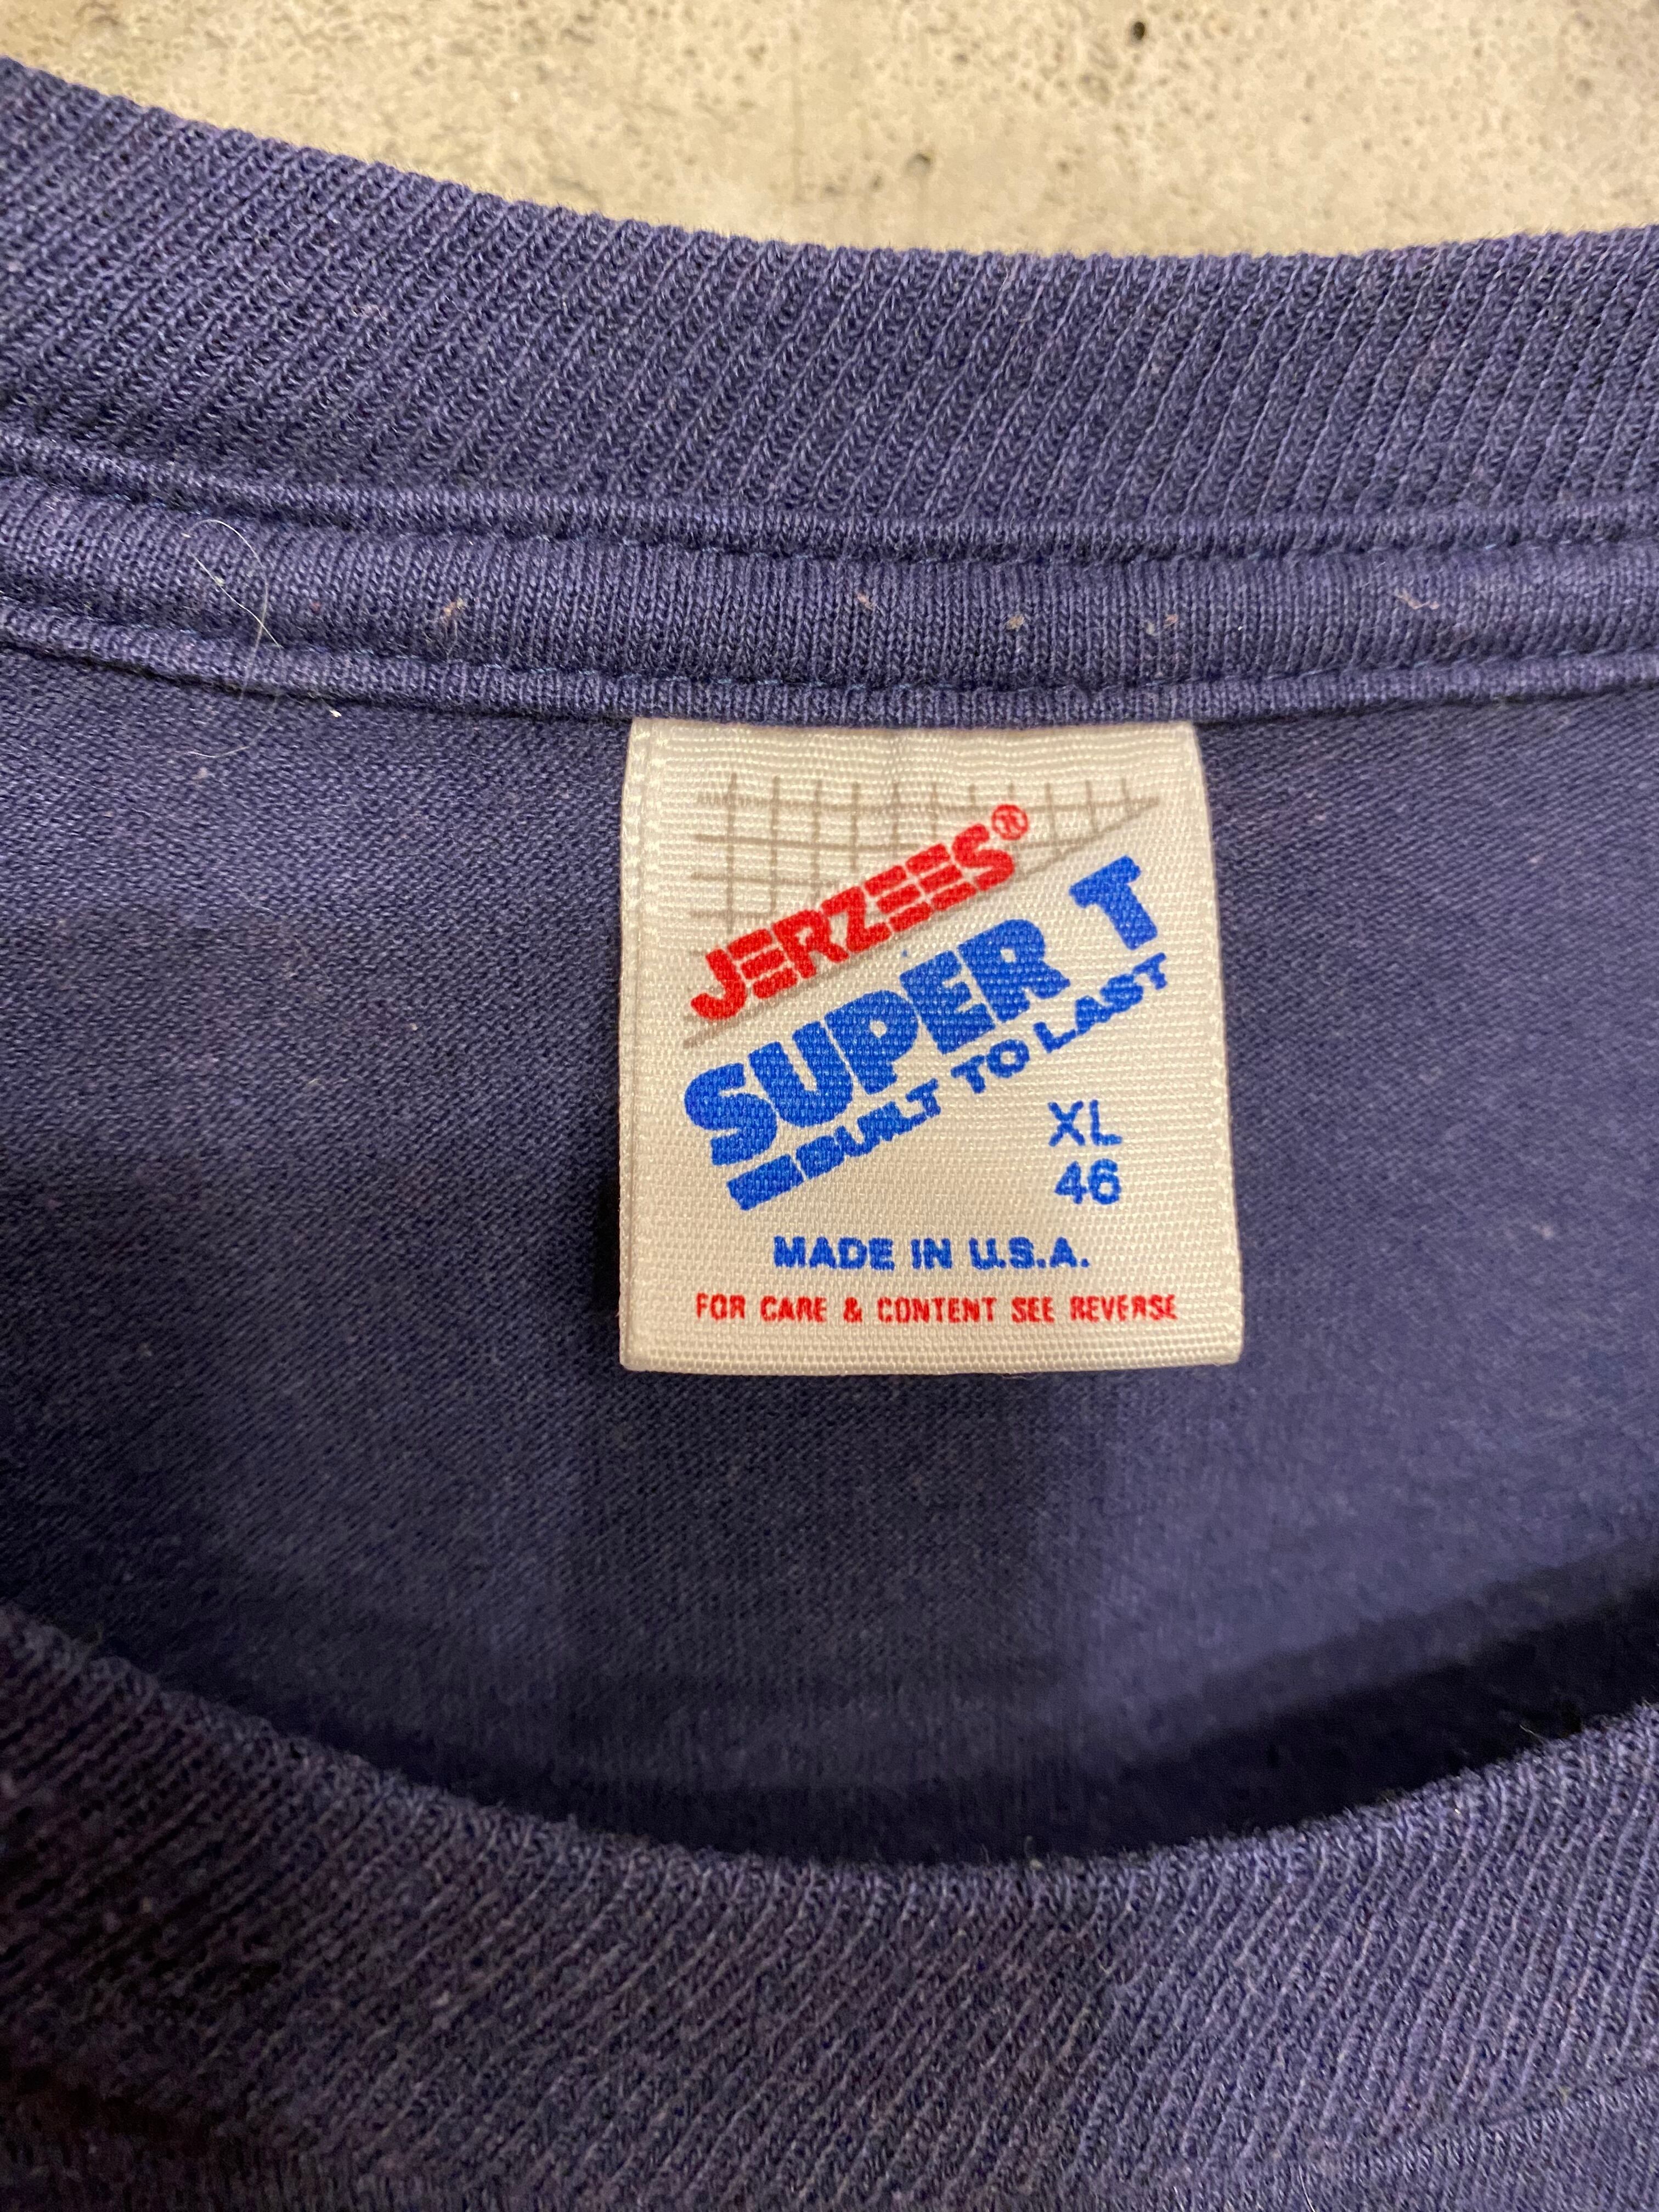 JERZEES®
SUPER T
BUILT TO LAST
XL
46
MADE IN U.S.A.
FOR CARE & CONTENT SEE REVERSE